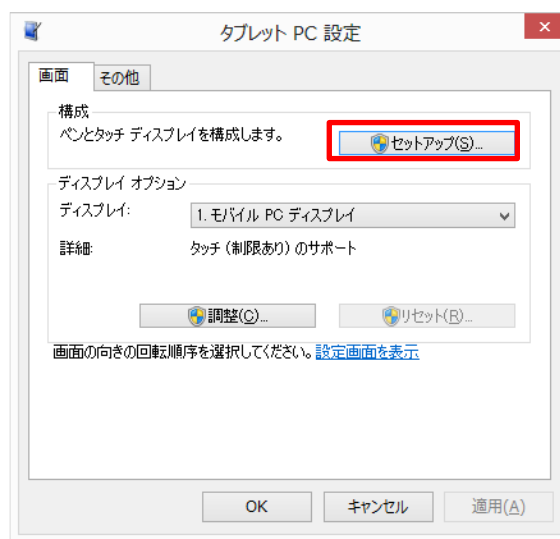 タブレット PC 設定
画面 その他
構成
ペンとタッチ ディスプレイを構成します。 セットアップ(S)...
ディスプレイ オプション
ディスプレイ: 1. モバイル PC ディスプレイ
詳細: タッチ (制限あり) のサポート
調整(C)... リセット(R)...
画面の向きの回転順序を選択してください。設定画面を表示
OK キャンセル 適用(A)